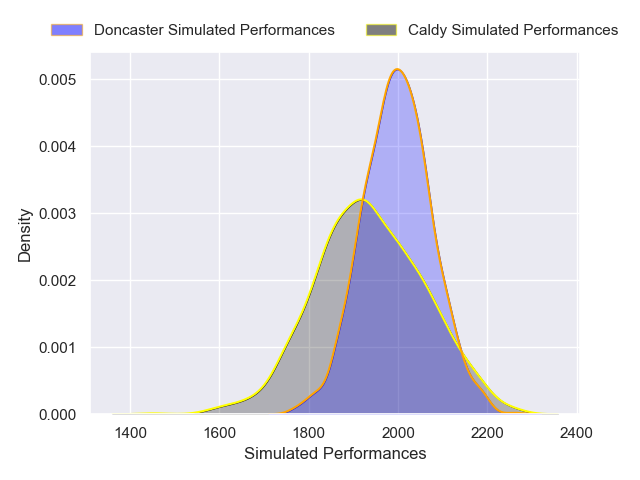 Doncaster Simulated Performances Caldy Simulated Performances
0.005
0.004
0.003
0.002
0.001
0.000
Density
1400 1600 1800 2000 2200 2400
Simulated Performances